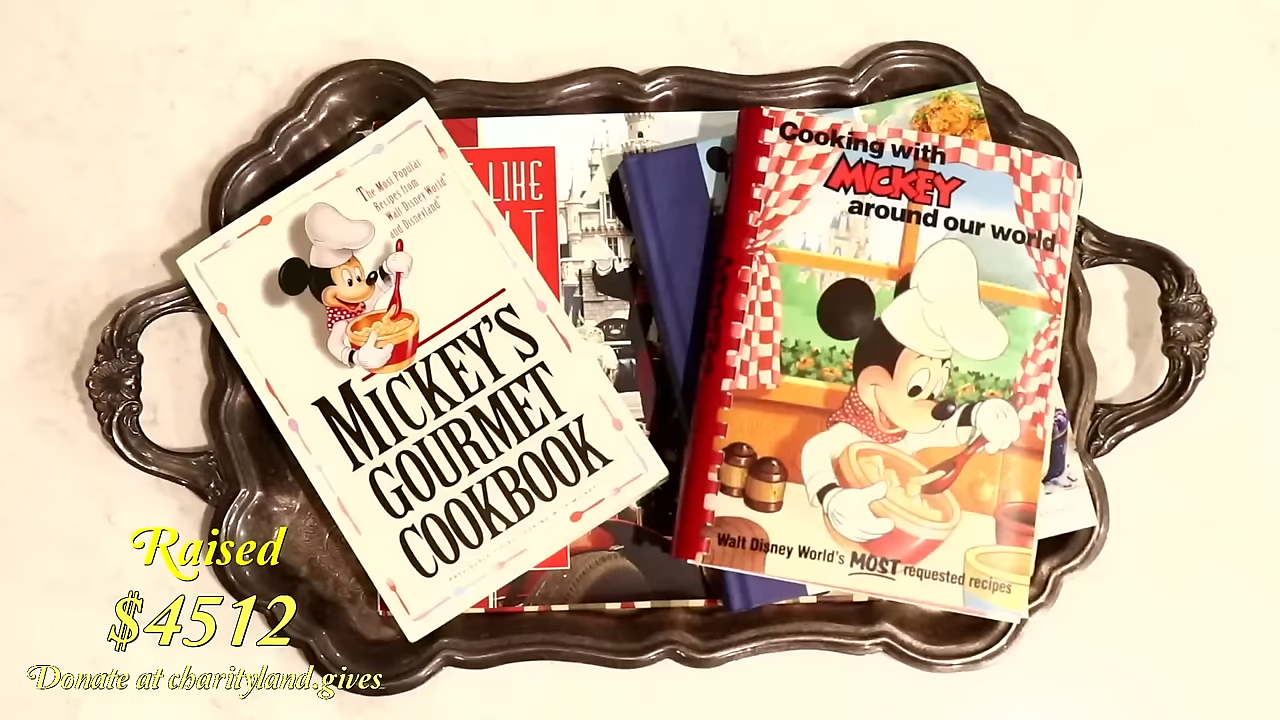 The Most Popular
Recipes from
Walt Disney World
and Disneyland
MICKEY'S
GOURMET
COOKBOOK
LIKE
Cooking with
MICKEY
around our world
Walt Disney World's MOST requested recipes
Raised
$4512
Donate at charityland.gives